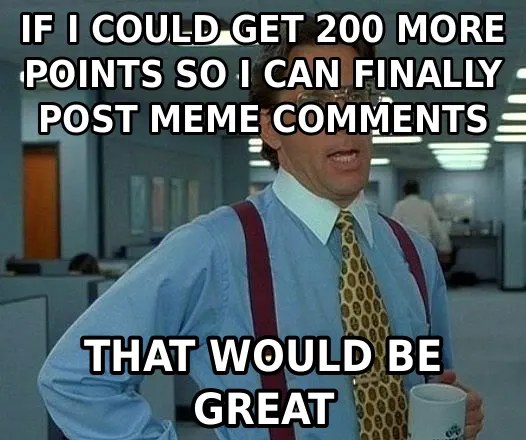 IF I COULD GET 200 MORE
POINTS SO I CAN FINALLY
POST MEME COMMENTS
THAT WOULD BE
GREAT